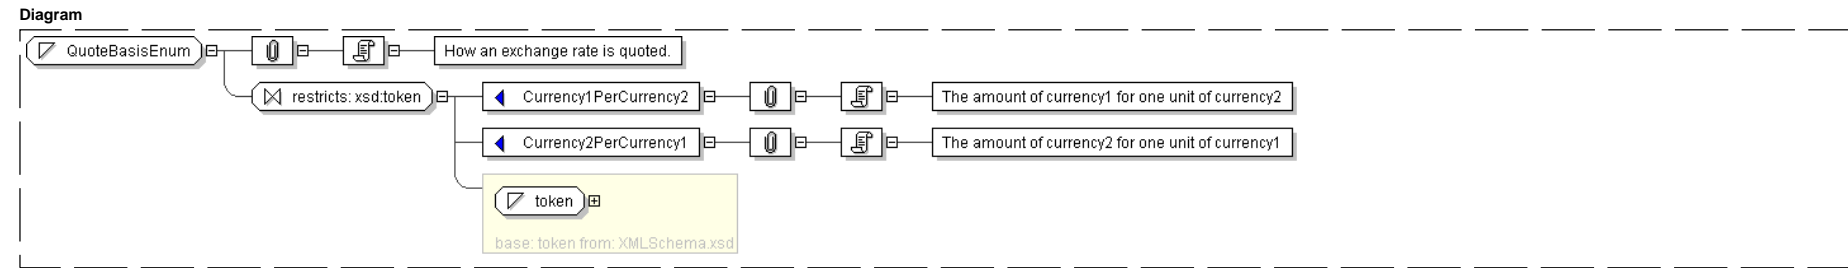 Diagram
QuoteBasisEnum How an exchange rate is quoted.
restricts: xsd:token Currency1PerCurrency2 The amount of currency1 for one unit of currency2
Currency2PerCurrency1 The amount of currency2 for one unit of currency1
token
base: token from: XMLSchema.xsd